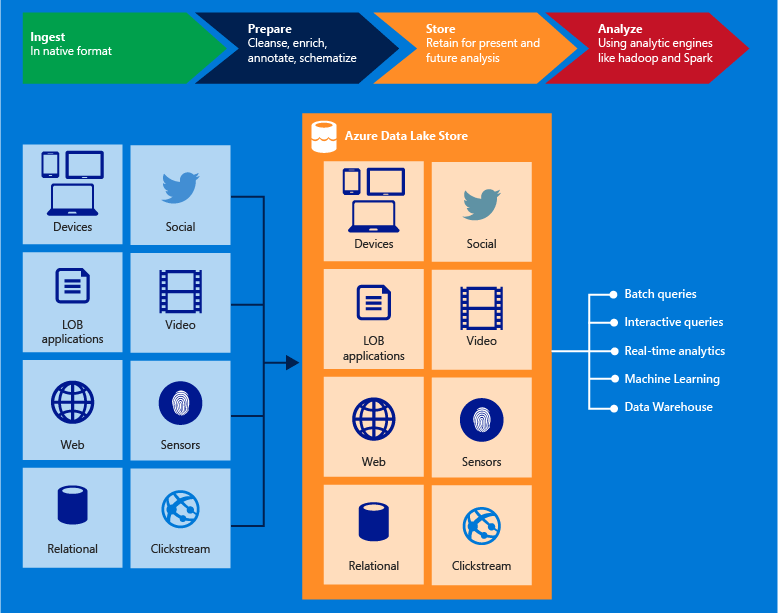 Ingest
In native format
Prepare
Cleanse, enrich,
annotate, schematize
Store
Retain for present and
future analysis
Analyze
Using analytic engines
like hadoop and Spark
Devices
Social
LOB
applications
Video
Web
Sensors
Relational
Clickstream
Azure Data Lake Store
Devices
Social
LOB
applications
Video
Web
Sensors
Relational
Clickstream
Batch queries
Interactive queries
Real-time analytics
Machine Learning
Data Warehouse